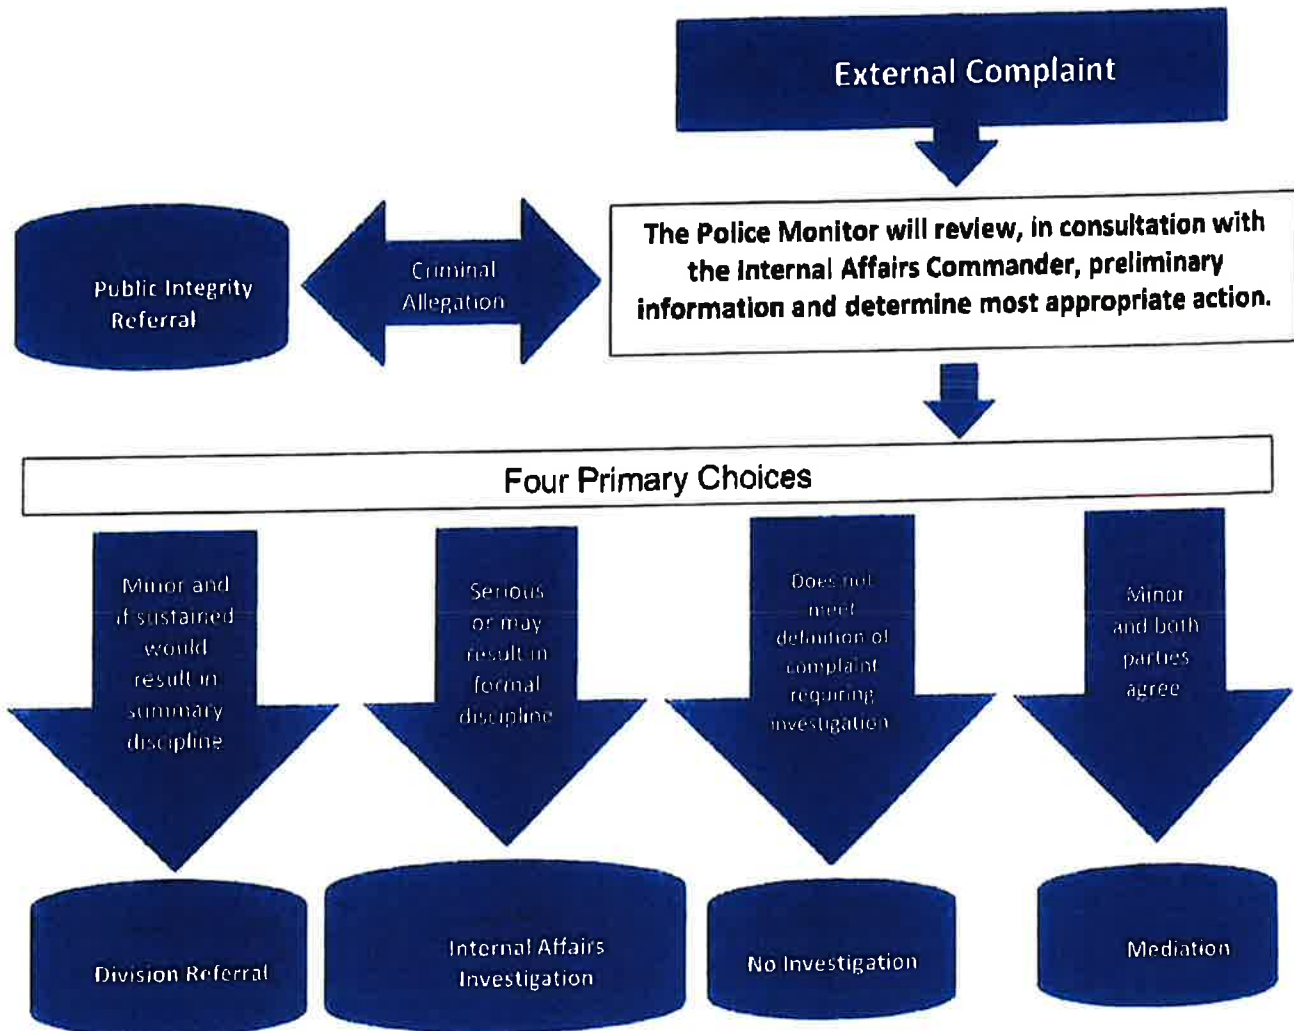 External Complaint
The Police Monitor will review, in consultation with
the Internal Affairs Commander, preliminary
information and determine most appropriate action.
Criminal
Allegation
Public Integrity
Referral
Four Primary Choices
Minor and
if sustained
would
result in
summary
discipline
Serious
or may
result in
formal
discipline
Does not
meet
definition of
complaint
requiring
investigation
Minor
and both
parties
agree
Division Referral
Internal Affairs
Investigation
No Investigation
Mediation